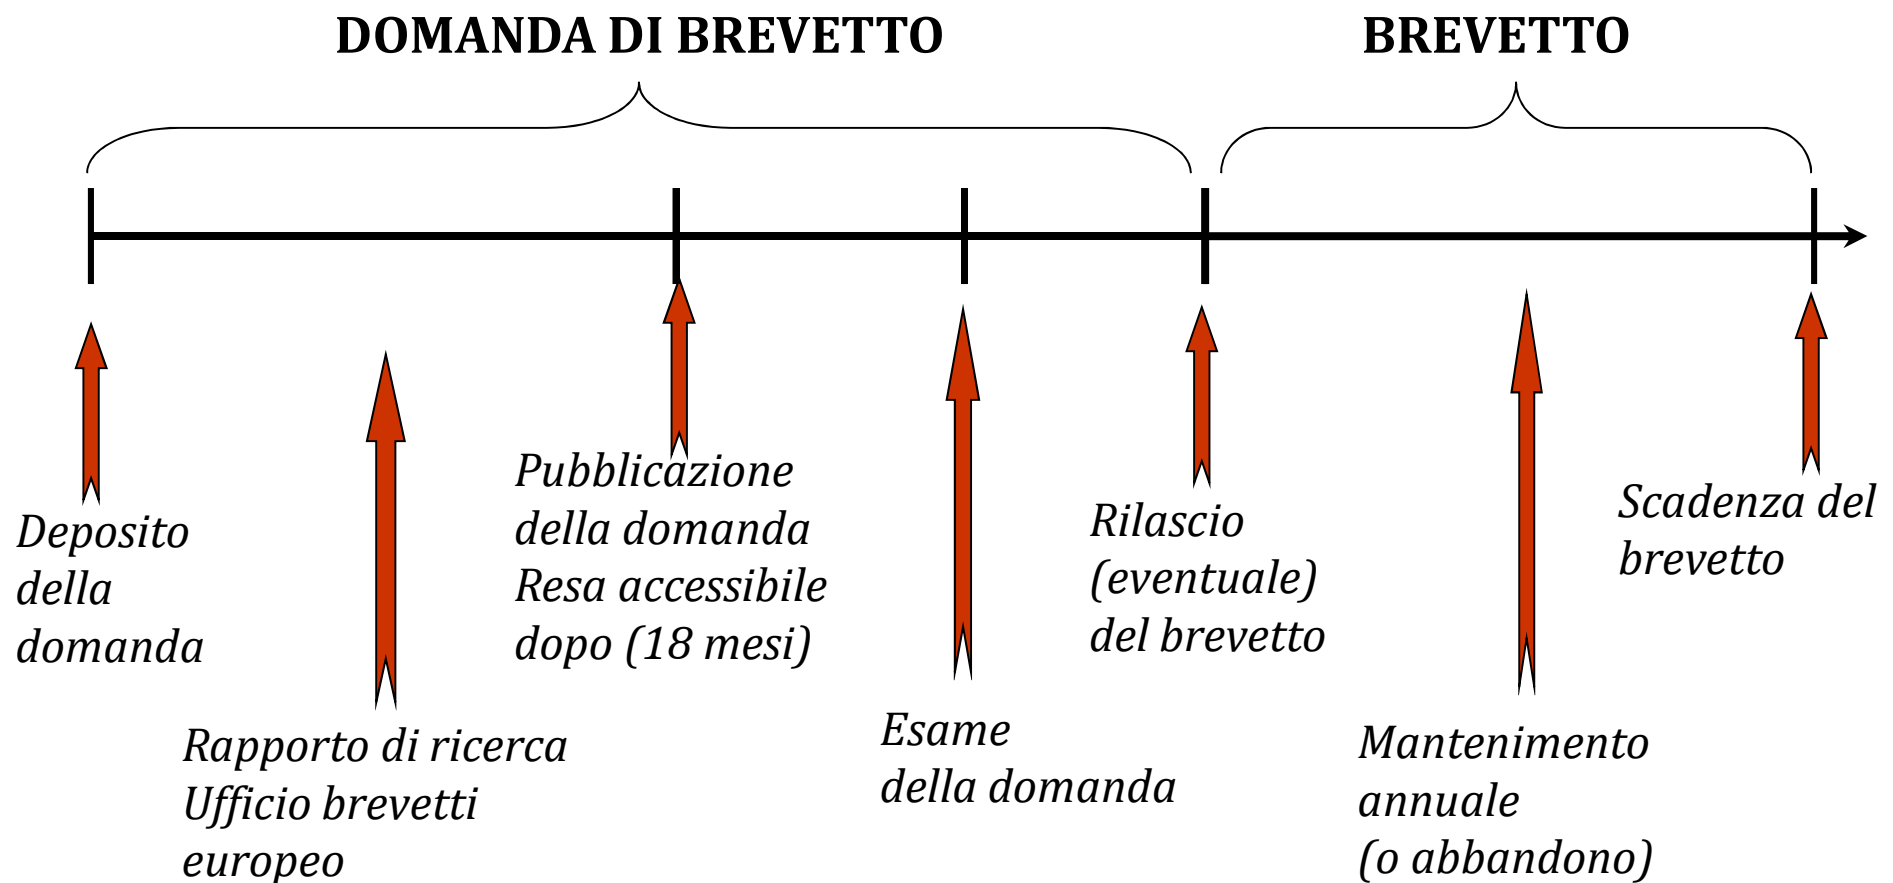 DOMANDA DI BREVETTO
BREVETTO
Deposito
della
domanda
Rapporto di ricerca
Ufficio brevetti
europeo
Pubblicazione
della domanda
Resa accessibile
dopo (18 mesi)
Esame
della domanda
Rilascio
(eventuale)
del brevetto
Mantenimento
annuale
(o abbandono)
Scadenza del
brevetto